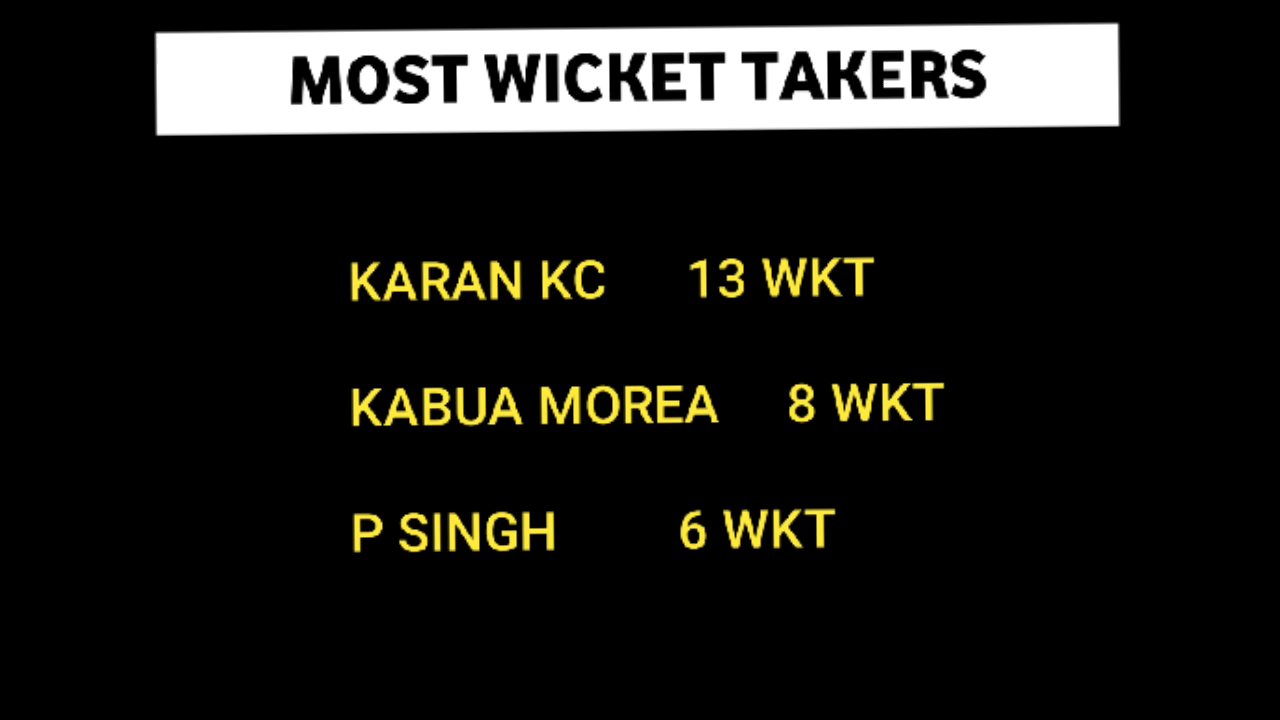 MOST WICKET TAKERS
KARAN KC 13 WKT
KABUA MOREA 8 WKT
P SINGH 6 WKT